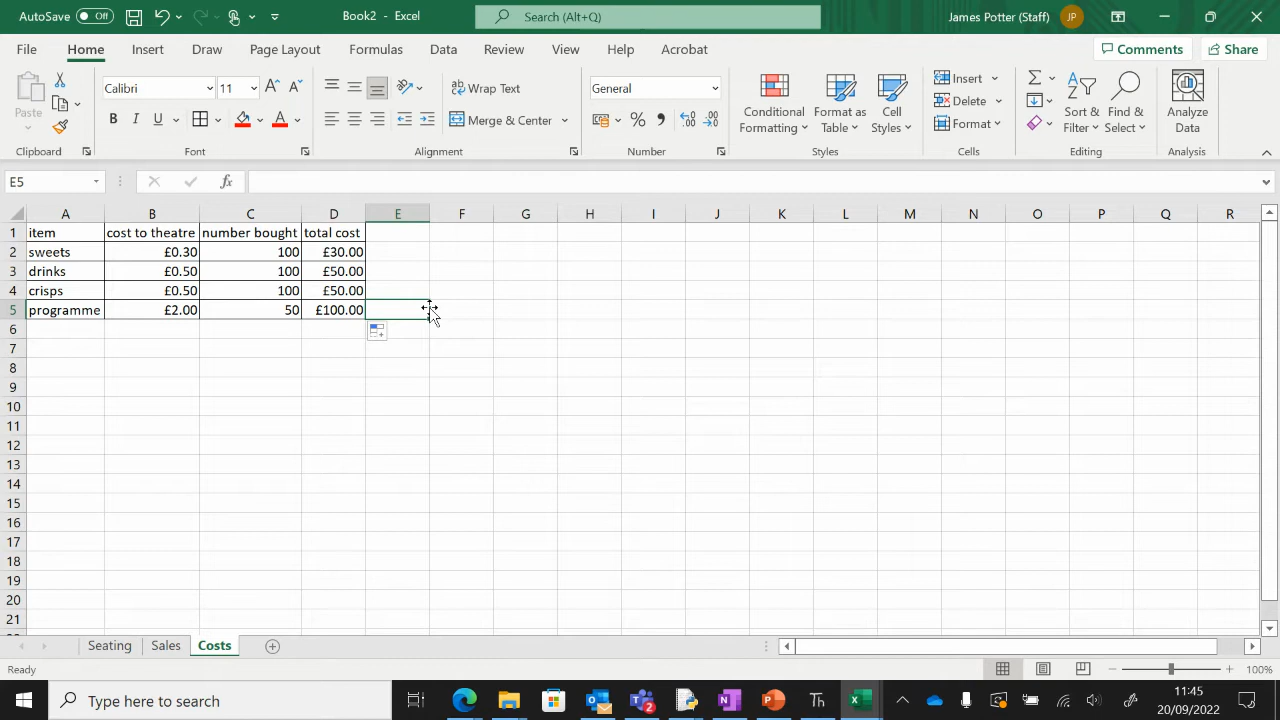 AutoSave Off Book2 - Excel Search (Alt+Q) James Potter (Staff) JP
File Home Insert Draw Page Layout Formulas Data Review View Help Acrobat Comments Share
Paste Calibri 11 Wrap Text General Conditional Formatting Format as Table Cell Styles Insert Sort & Filter Find & Select Analyze Data
Delete
B I U Merge & Center % Format
Clipboard Font Alignment Number Styles Cells Editing Analysis
E5 fx
A B C D E F G H I J K L M N O P Q R
1 item cost to theatre number bought total cost
2 sweets £0.30 100 £30.00
3 drinks £0.50 100 £50.00
4 crisps £0.50 100 £50.00
5 programme £2.00 50 £100.00
6
7
8
9
10
11
12
13
14
15
16
17
18
19
20
21
Seating Sales Costs
Ready 100%
Type here to search 2 Th 11:45
20/09/2022